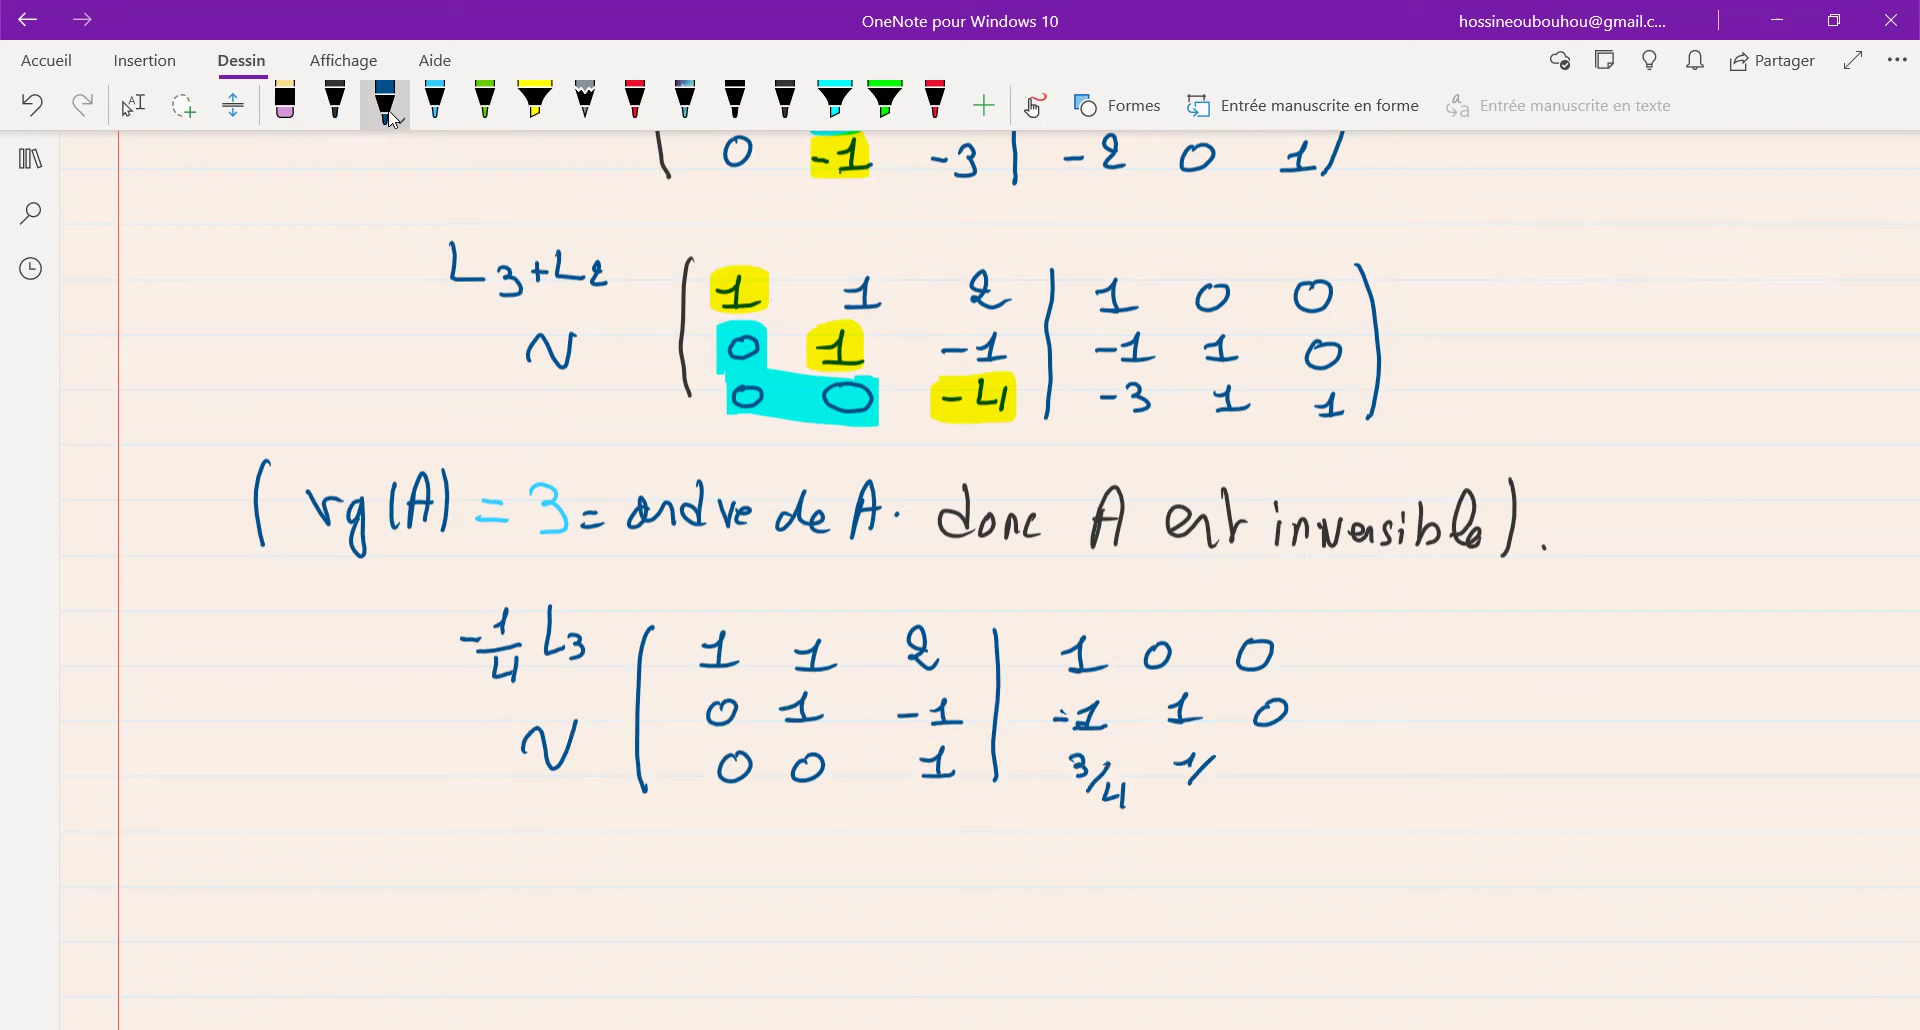 OneNote pour Windows 10
hossineoubouhou@gmail.c...
Accueil Insertion Dessin Affichage Aide
Partager
Formes Entrée manuscrite en forme Entrée manuscrite en texte
0 -1 -3 | -2 0 1
L3+L2
1 1 2 | 1 0 0
~ 0 1 -1 | -1 1 0
0 0 -4 | -3 1 1
( rg(A) = 3 = ordre de A. donc A est inversible ).
-1/4 L3
1 1 2 | 1 0 0
~ 0 1 -1 | -1 1 0
0 0 1 | 3/4 1/